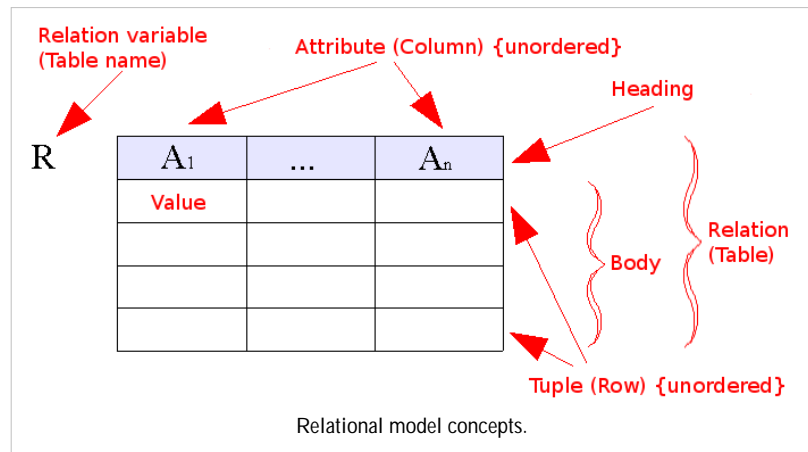 Relation variable
(Table name)
Attribute (Column) {unordered}
Heading
R
A1 ... An
Value
Body
Relation
(Table)
Tuple (Row) {unordered}
Relational model concepts.